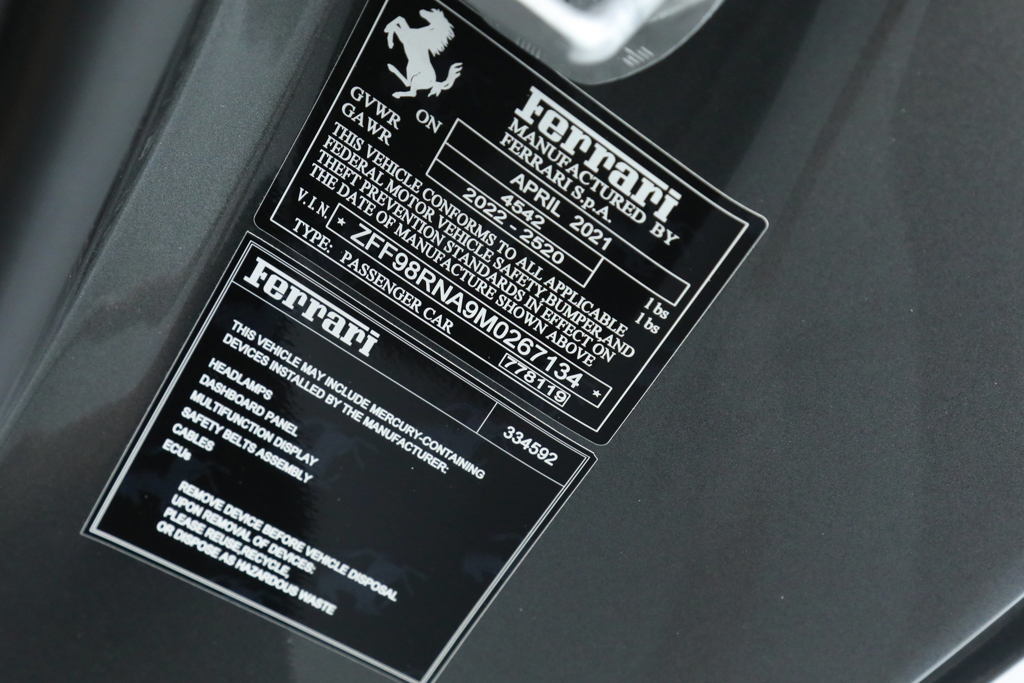 Ferrari
MANUFACTURED BY
FERRARI S.P.A.
ON APRIL 2021
GVWR 4542 lbs
GAWR 2022 - 2520 lbs
THIS VEHICLE CONFORMS TO ALL APPLICABLE
FEDERAL MOTOR VEHICLE SAFETY, BUMPER, AND
THEFT PREVENTION STANDARDS IN EFFECT ON
THE DATE OF MANUFACTURE SHOWN ABOVE
V.I.N. * ZFF98RNA9M0267134 *
TYPE: PASSENGER CAR 778119
Ferrari
334592
THIS VEHICLE MAY INCLUDE MERCURY-CONTAINING
DEVICES INSTALLED BY THE MANUFACTURER:
HEADLAMPS
DASHBOARD PANEL
MULTIFUNCTION DISPLAY
SAFETY BELTS ASSEMBLY
CABLES
ECUs
REMOVE DEVICE BEFORE VEHICLE DISPOSAL
UPON REMOVAL OF DEVICES:
PLEASE REUSE,RECYCLE,
OR DISPOSE AS HAZARDOUS WASTE